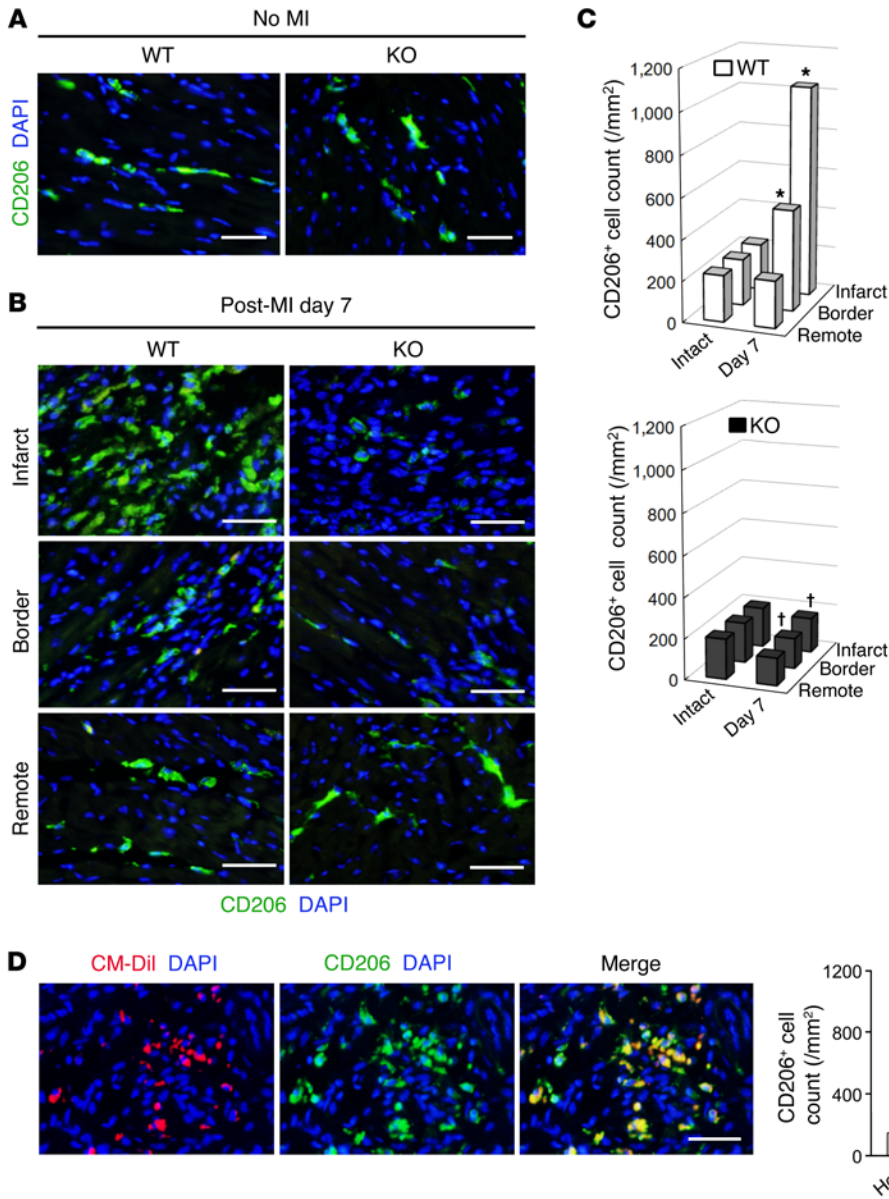 A
No MI
WT
KO
CD206 DAPI
B
Post-MI day 7
WT
KO
Infarct
Border
Remote
CD206 DAPI
C
WT
CD206+ cell count (/mm2)
1,200
1,000
800
600
400
200
0
*
*
Infarct
Border
Remote
Intact
Day 7
KO
CD206+ cell count (/mm2)
1,200
1,000
800
600
400
200
0
†
†
Infarct
Border
Remote
Intact
Day 7
D
CM-DiI DAPI
CD206 DAPI
Merge
CD206+ cell
count (/mm2)
1200
800
400
0